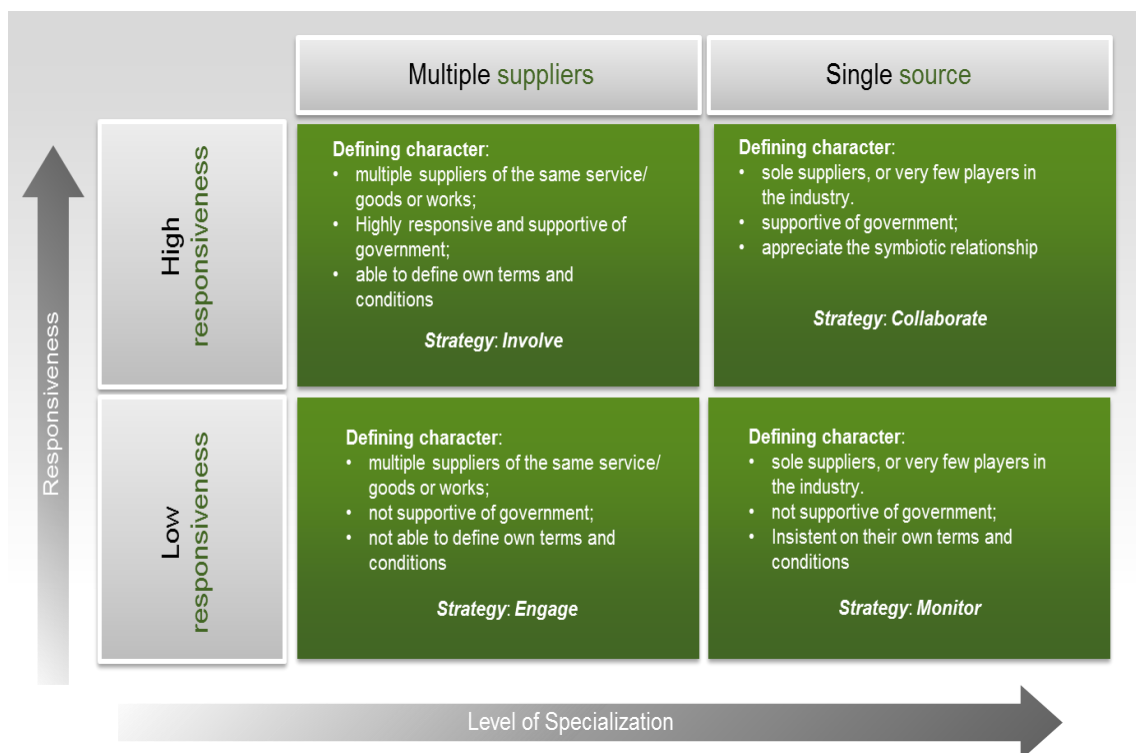 Multiple suppliers
Single source
Responsiveness
High
responsiveness
Defining character:
• multiple suppliers of the same service/
goods or works;
• Highly responsive and supportive of
government;
• able to define own terms and
conditions
Strategy: Involve
Defining character:
• sole suppliers, or very few players in
the industry.
• supportive of government;
• appreciate the symbiotic relationship
Strategy: Collaborate
Low
responsiveness
Defining character:
• multiple suppliers of the same service/
goods or works;
• not supportive of government;
• not able to define own terms and
conditions
Strategy: Engage
Defining character:
• sole suppliers, or very few players in
the industry.
• not supportive of government;
• Insistent on their own terms and
conditions
Strategy: Monitor
Level of Specialization